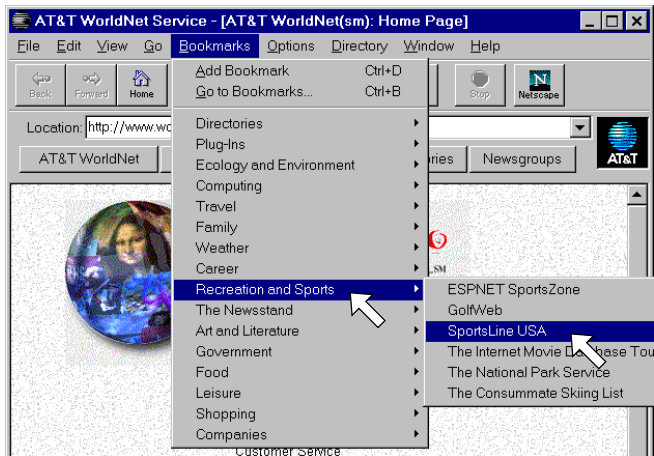 AT&T WorldNet Service - [AT&T WorldNet(sm): Home Page]
File Edit View Go Bookmarks Options Directory Window Help
Back Forward Home Stop Netscape
Add Bookmark Ctrl+D
Go to Bookmarks... Ctrl+B
Location: http://www.wo
AT&T WorldNet ries Newsgroups AT&T
Directories
Plug-Ins
Ecology and Environment
Computing
Travel
Family
Weather
Career
Recreation and Sports
The Newsstand
Art and Literature
Government
Food
Leisure
Shopping
Companies
SM
ESPNET SportsZone
GolfWeb
SportsLine USA
The Internet Movie Tou
The National Park Service
The Consummate Skiing List
Customer Service